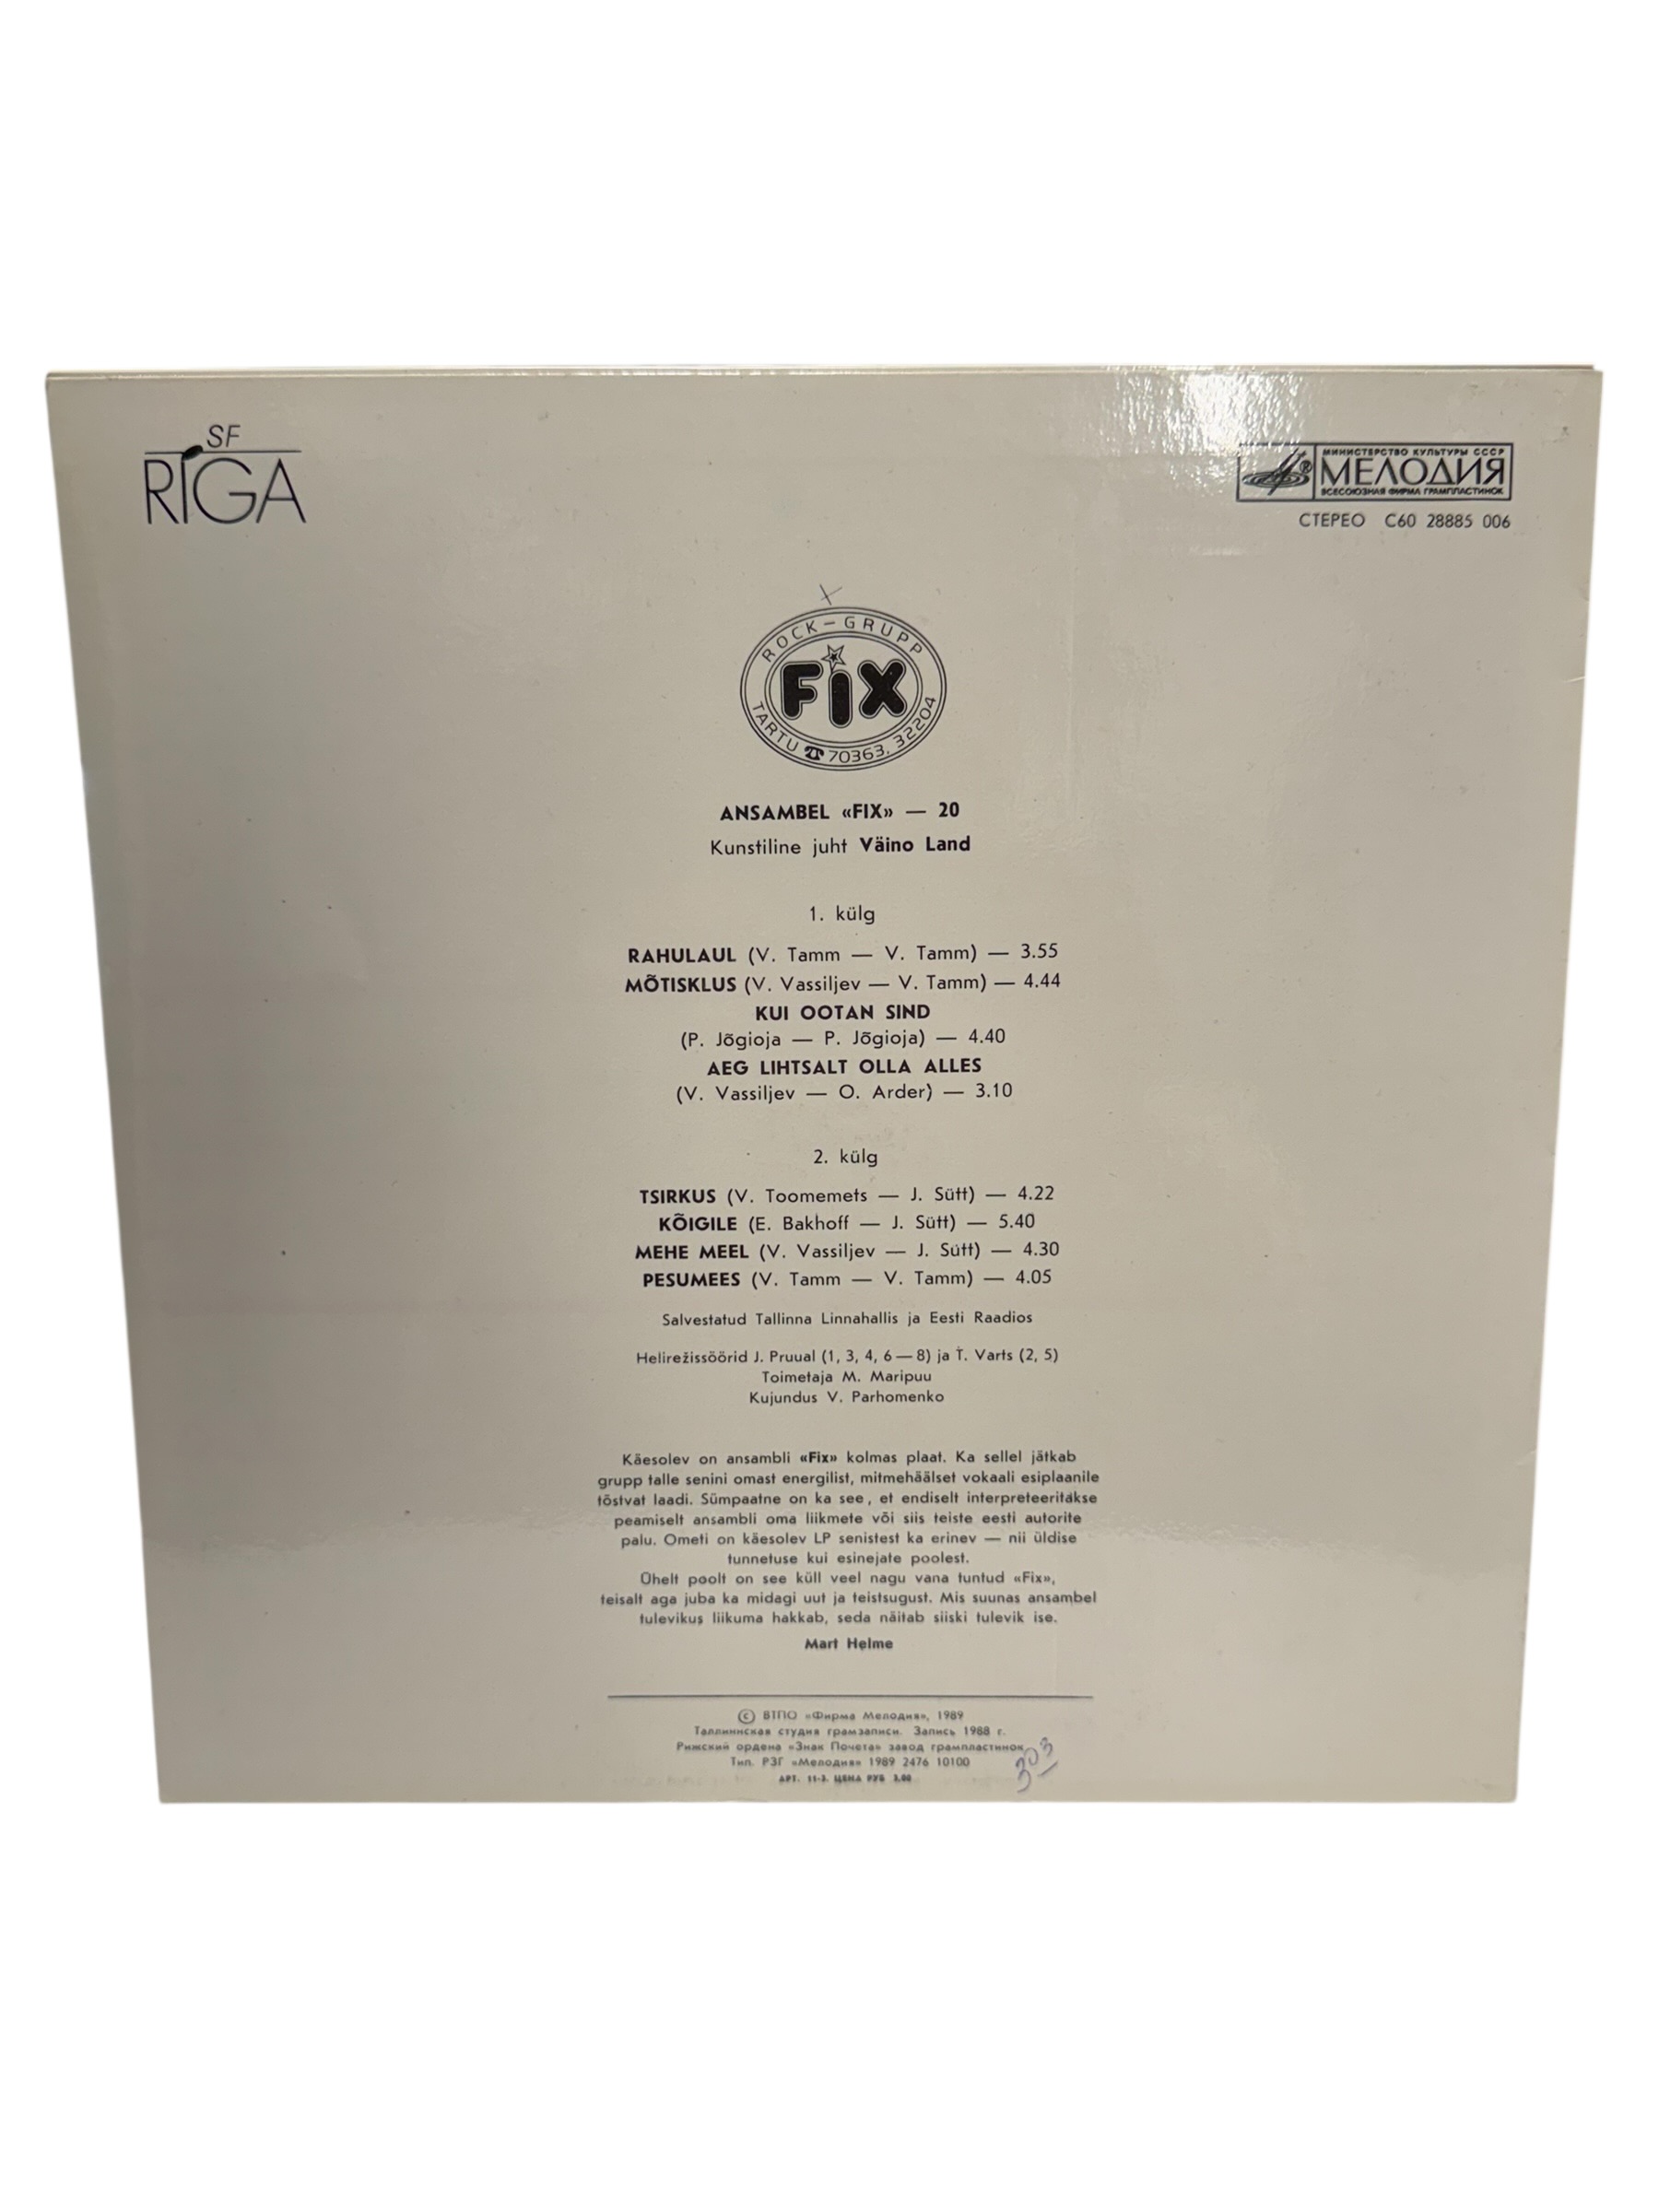 SF
RIGA
МИНИСТЕРСТВО КУЛЬТУРЫ СССР
МЕЛОДИЯ
ВСЕСОЮЗНАЯ ФИРМА ГРАМПЛАСТИНОК
СТЕРЕО С60 28885 006
ROCK-GRUPP
FiX
TARTU ☎ 70363. 32204
ANSAMBEL «FIX» — 20
Kunstiline juht Väino Land
1. külg
RAHULAUL (V. Tamm — V. Tamm) — 3.55
MÕTISKLUS (V. Vassiljev — V. Tamm) — 4.44
KUI OOTAN SIND
(P. Jõgioja — P. Jõgioja) — 4.40
AEG LIHTSALT OLLA ALLES
(V. Vassiljev — O. Arder) — 3.10
2. külg
TSIRKUS (V. Toomemets — J. Sütt) — 4.22
KÕIGILE (E. Bakhoff — J. Sütt) — 5.40
MEHE MEEL (V. Vassiljev — J. Sütt) — 4.30
PESUMEES (V. Tamm — V. Tamm) — 4.05
Salvestatud Tallinna Linnahallis ja Eesti Raadios
Helirežissöörid J. Pruual (1, 3, 4, 6 — 8) ja T. Varts (2, 5)
Toimetaja M. Maripuu
Kujundus V. Parhomenko
Käesolev on ansambli «Fix» kolmas plaat. Ka sellel jätkab
grupp talle senini omast energilist, mitmehäälset vokaali esiplaanile
tõstvat laadi. Sümpaatne on ka see, et endiselt interpreteeritäkse
peamiselt ansambli oma liikmete või siis teiste eesti autorite
palu. Ometi on käesolev LP senistest ka erinev — nii üldise
tunnetuse kui esinejate poolest.
Ühelt poolt on see küll veel nagu vana tuntud «Fix»,
teisalt aga juba ka midagi uut ja teistsugust. Mis suunas ansambel
tulevikus liikuma hakkab, seda näitab siiski tulevik ise.
Mart Helme
© ВТПО «Фирма Мелодия», 1989
Таллиннская студия грамзаписи. Запись 1988 г.
Рижский ордена «Знак Почета» завод грампластинок
Тип. РЗГ «Мелодия» 1989 2476 10100
АРТ. 11-3. ЦЕНА РУБ 3.00
303